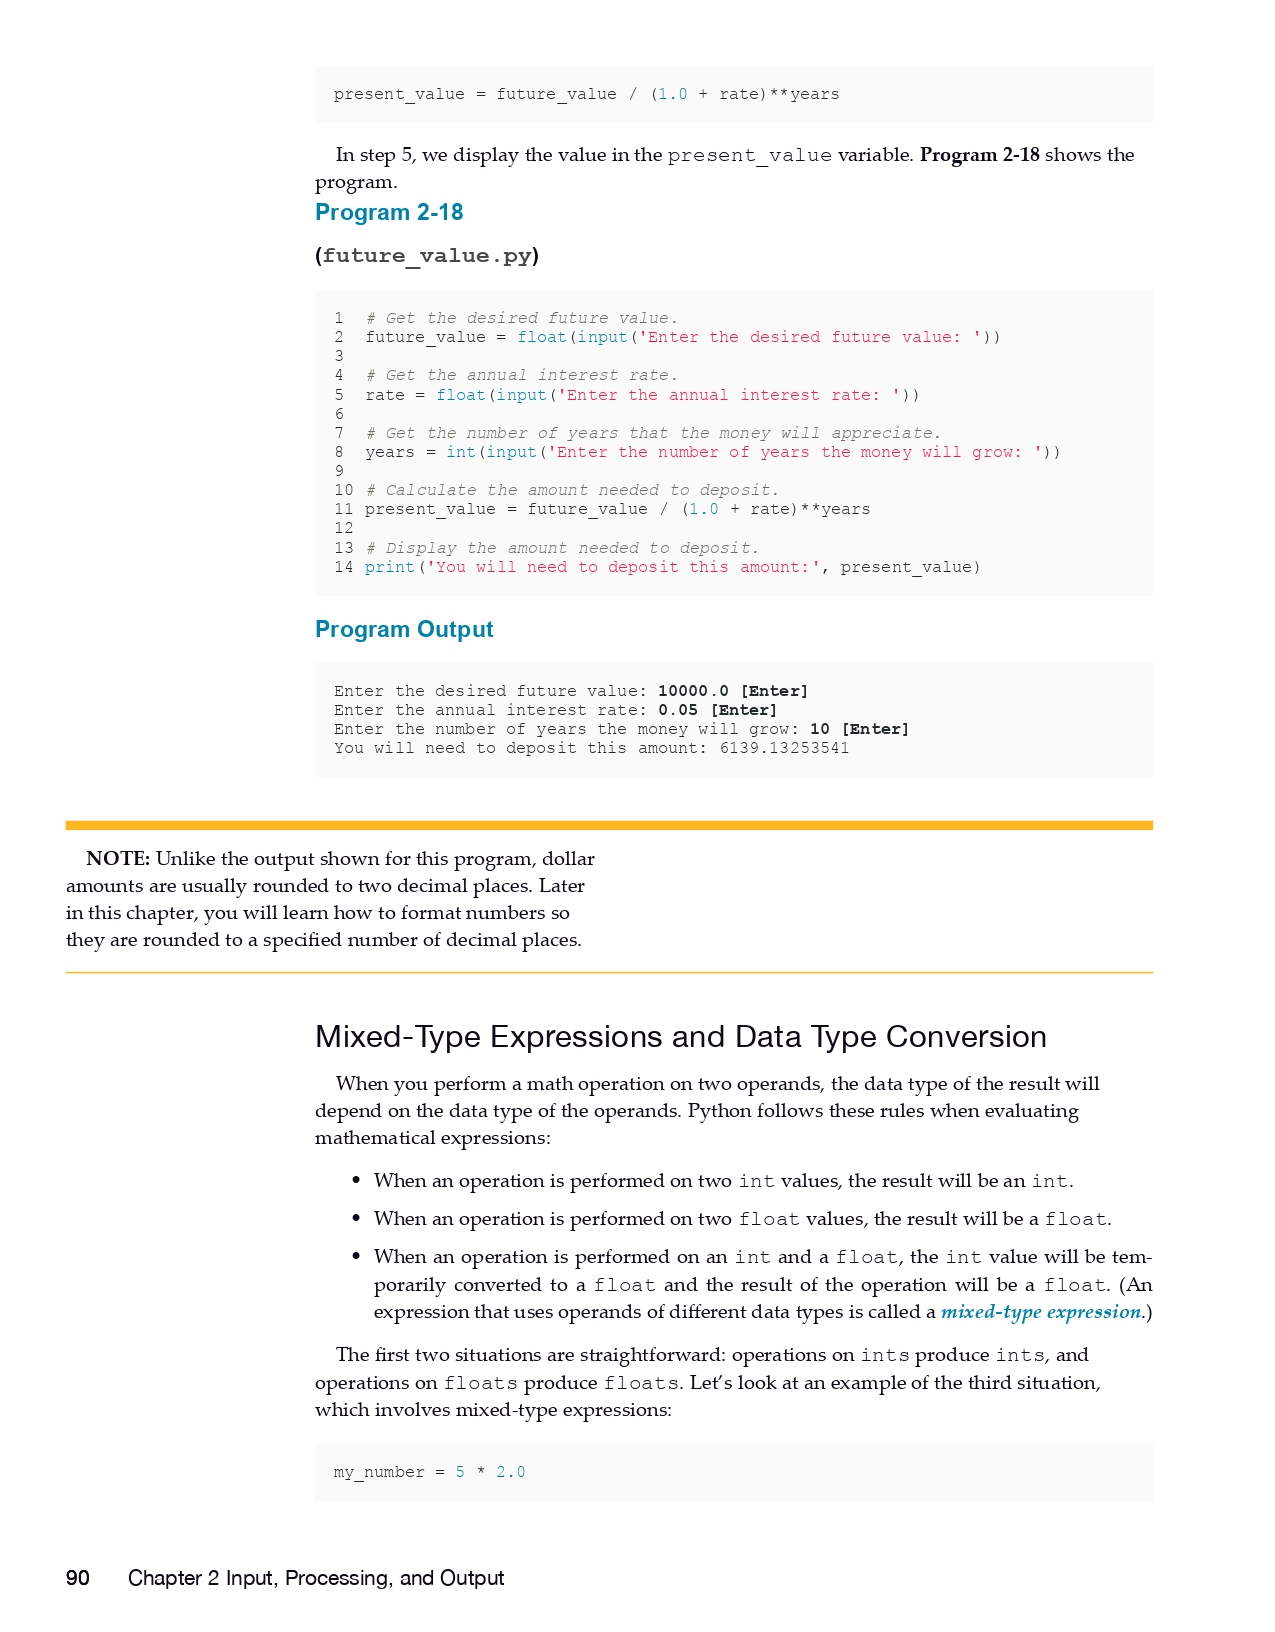 present_value = future_value / (1.0 + rate)**years
In step 5, we display the value in the present_value variable. Program 2-18 shows the
program.
Program 2-18
(future_value.py)
1 # Get the desired future value.
2 future_value = float(input('Enter the desired future value: '))
3
4 # Get the annual interest rate.
5 rate = float(input('Enter the annual interest rate: '))
6
7 # Get the number of years that the money will appreciate.
8 years = int(input('Enter the number of years the money will grow: '))
9
10 # Calculate the amount needed to deposit.
11 present_value = future_value / (1.0 + rate)**years
12
13 # Display the amount needed to deposit.
14 print('You will need to deposit this amount:', present_value)
Program Output
Enter the desired future value: 10000.0 [Enter]
Enter the annual interest rate: 0.05 [Enter]
Enter the number of years the money will grow: 10 [Enter]
You will need to deposit this amount: 6139.13253541
NOTE: Unlike the output shown for this program, dollar
amounts are usually rounded to two decimal places. Later
in this chapter, you will learn how to format numbers so
they are rounded to a specified number of decimal places.
Mixed-Type Expressions and Data Type Conversion
When you perform a math operation on two operands, the data type of the result will
depend on the data type of the operands. Python follows these rules when evaluating
mathematical expressions:
• When an operation is performed on two int values, the result will be an int.
• When an operation is performed on two float values, the result will be a float.
• When an operation is performed on an int and a float, the int value will be tem-
porarily converted to a float and the result of the operation will be a float. (An
expression that uses operands of different data types is called a mixed-type expression.)
The first two situations are straightforward: operations on ints produce ints, and
operations on floats produce floats. Let's look at an example of the third situation,
which involves mixed-type expressions:
my_number = 5 * 2.0
90 Chapter 2 Input, Processing, and Output